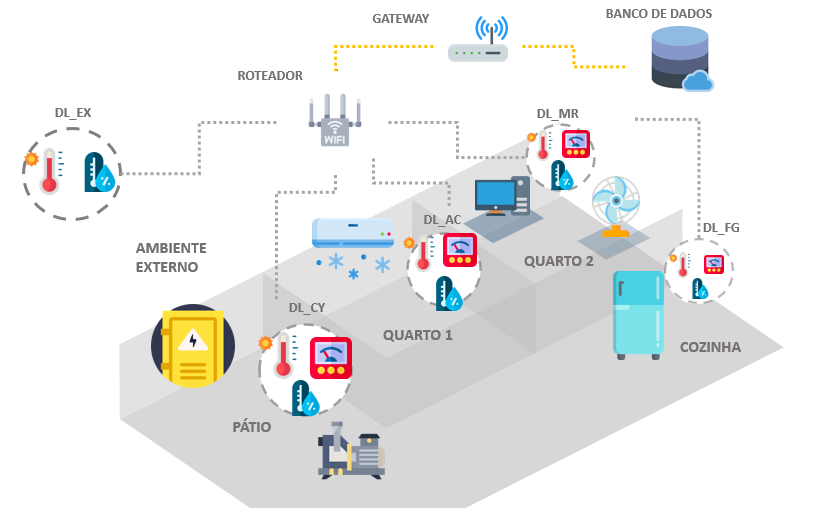 BANCO DE DADOS
GATEWAY
ROTEADOR
WIFI
DL_EX
DL_MR
DL_AC
DL_FG
AMBIENTE
EXTERNO
QUARTO 2
DL_CY
QUARTO 1
COZINHA
PÁTIO
%
%
%
%
%